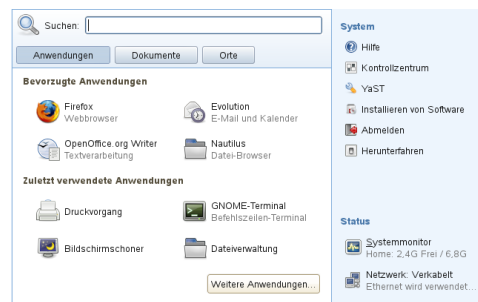 Suchen:
Anwendungen Dokumente Orte
Bevorzugte Anwendungen
Firefox
Webbrowser
Evolution
E-Mail und Kalender
OpenOffice.org Writer
Textverarbeitung
Nautilus
Datei-Browser
Zuletzt verwendete Anwendungen
Druckvorgang
GNOME-Terminal
Befehlszeilen-Terminal
Bildschirmschoner
Dateiverwaltung
Weitere Anwendungen...
System
Hilfe
Kontrollzentrum
YaST
Installieren von Software
Abmelden
Herunterfahren
Status
Systemmonitor
Home: 2,4G Frei / 6,8G
Netzwerk: Verkabelt
Ethernet wird verwendet...